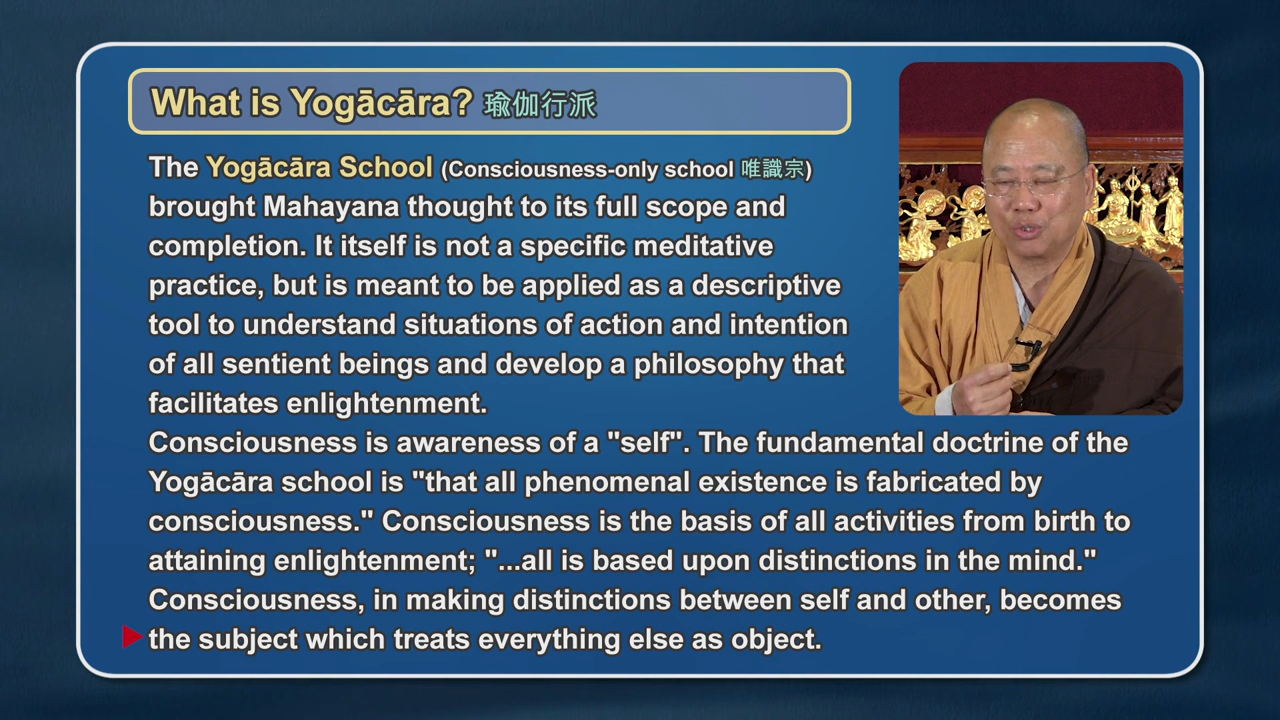 What is Yogācāra? 瑜伽行派
The Yogācāra School (Consciousness-only school 唯識宗)
brought Mahayana thought to its full scope and
completion. It itself is not a specific meditative
practice, but is meant to be applied as a descriptive
tool to understand situations of action and intention
of all sentient beings and develop a philosophy that
facilitates enlightenment.
Consciousness is awareness of a "self". The fundamental doctrine of the
Yogācāra school is "that all phenomenal existence is fabricated by
consciousness." Consciousness is the basis of all activities from birth to
attaining enlightenment; "...all is based upon distinctions in the mind."
Consciousness, in making distinctions between self and other, becomes
the subject which treats everything else as object.